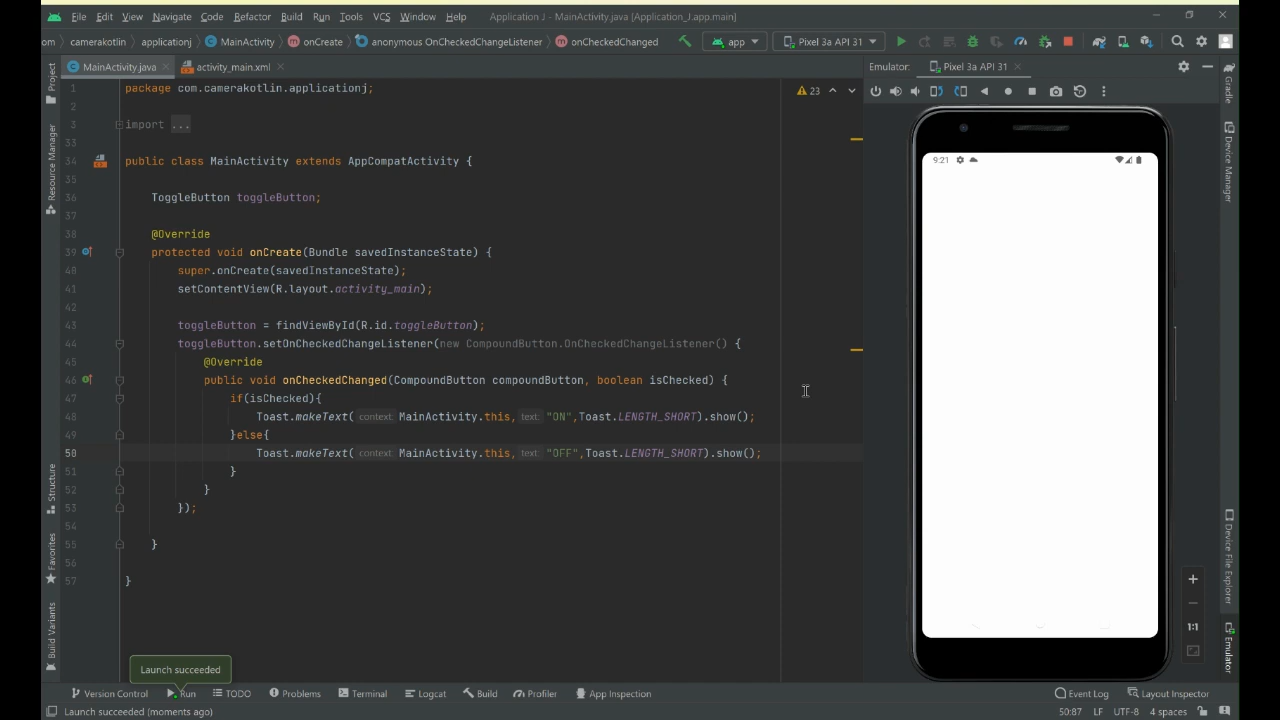 File Edit View Navigate Code Refactor Build Run Tools VCS Window Help Application J - MainActivity.java [Application_J.app.main]
om camerakotlin applicationj MainActivity onCreate anonymous OnCheckedChangeListener onCheckedChanged app Pixel 3a API 31
MainActivity.java activity_main.xml Emulator: Pixel 3a API 31
Project
Resource Manager
Structure
Favorites
Build Variants
1 package com.camerakotlin.applicationj; 23
2
3 import ...
33
34 public class MainActivity extends AppCompatActivity {
35
36 ToggleButton toggleButton;
37
38 @Override
39 protected void onCreate(Bundle savedInstanceState) {
40 super.onCreate(savedInstanceState);
41 setContentView(R.layout.activity_main);
42
43 toggleButton = findViewById(R.id.toggleButton);
44 toggleButton.setOnCheckedChangeListener(new CompoundButton.OnCheckedChangeListener() {
45 @Override
46 public void onCheckedChanged(CompoundButton compoundButton, boolean isChecked) {
47 if(isChecked){
48 Toast.makeText( context: MainActivity.this, text: "ON",Toast.LENGTH_SHORT).show();
49 }else{
50 Toast.makeText( context: MainActivity.this, text: "OFF",Toast.LENGTH_SHORT).show();
51 }
52 }
53 });
54
55 }
56
57 }
9:21
1:1
Gradle
Device Manager
Device File Explorer
Emulator
Launch succeeded
Version Control Run TODO Problems Terminal Logcat Build Profiler App Inspection Event Log Layout Inspector
Launch succeeded (moments ago) 50:87 LF UTF-8 4 spaces